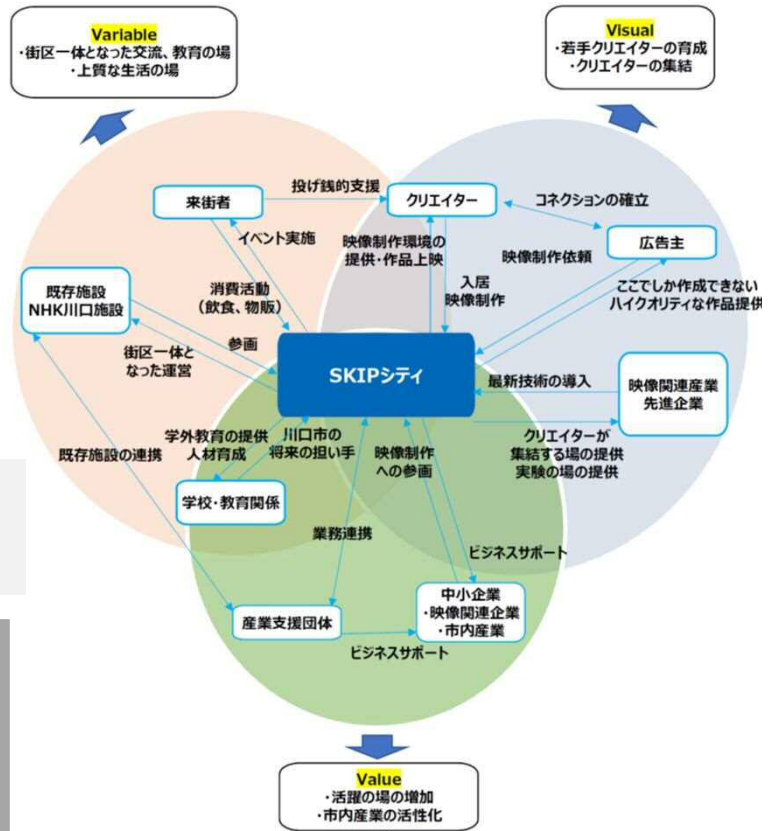 Variable
・街区一体となった交流、教育の場
・上質な生活の場
Visual
・若手クリエイターの育成
・クリエイターの集結
来街者
投げ銭的支援
クリエイター
コネクションの確立
広告主
イベント実施
映像制作環境の
提供・作品上映
映像制作依頼
入居
映像制作
ここでしか作成できない
ハイクオリティな作品提供
既存施設
NHK川口施設
消費活動
（飲食、物販）
参画
街区一体と
なった運営
SKIPシティ
最新技術の導入
映像関連産業
先進企業
クリエイターが
集結する場の提供
実験の場の提供
既存施設の連携
学外教育の提供
人材育成
川口市の
将来の担い手
映像制作
への参画
学校・教育関係
業務連携
ビジネスサポート
産業支援団体
中小企業
・映像関連企業
・市内産業
ビジネスサポート
Value
・活躍の場の増加
・市内産業の活性化